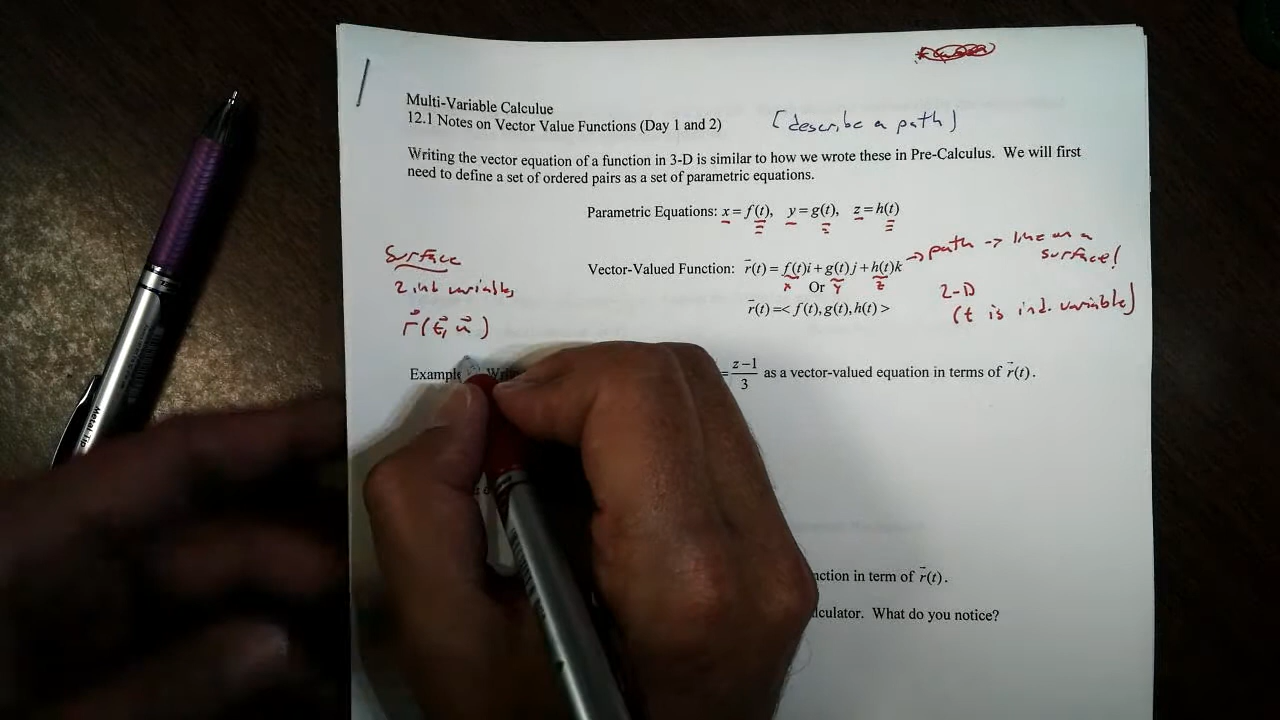 Multi-Variable Calculue
12.1 Notes on Vector Value Functions (Day 1 and 2) [describe a path]
Writing the vector equation of a function in 3-D is similar to how we wrote these in Pre-Calculus. We will first
need to define a set of ordered pairs as a set of parametric equations.
Parametric Equations: x = f(t), y = g(t), z = h(t)
Surface
2 ind variables
r⃗(t⃗, u⃗)
Vector-Valued Function: r⃗(t) = f(t)i + g(t)j + h(t)k → path → line on a
surface!
x y z
Or
r⃗(t) = < f(t), g(t), h(t) >
2-D
(t is ind. variable)
Example = z−1/3 as a vector-valued equation in terms of r⃗(t).
in term of r⃗(t).
What do you notice?
Metal Tip